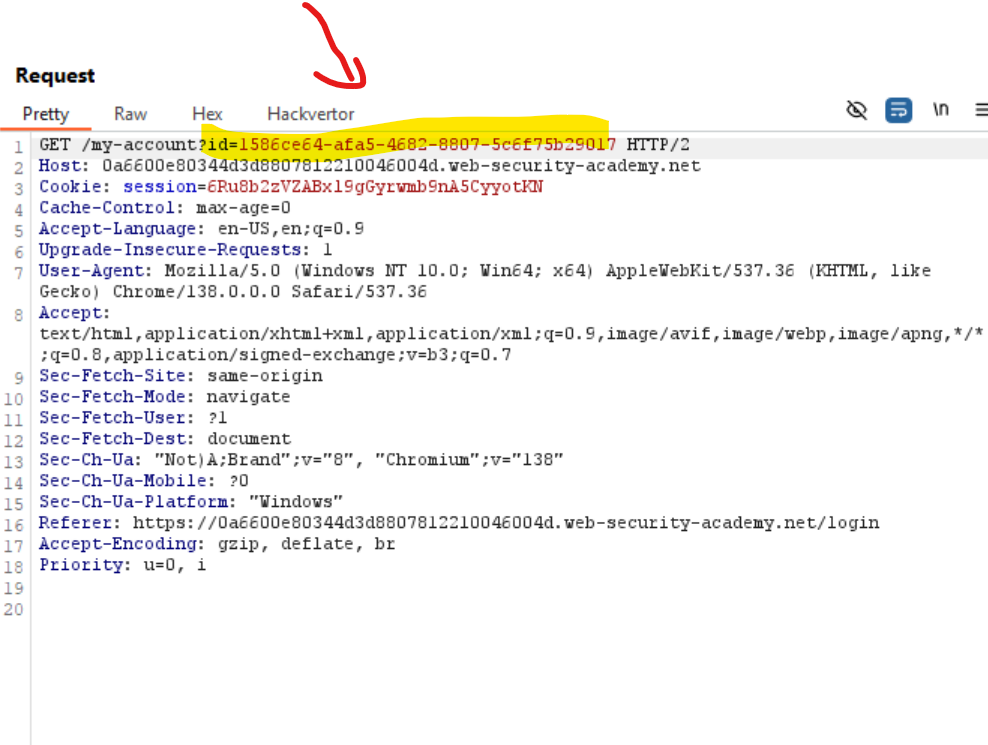 Request
Pretty Raw Hex Hackvertor \n
1 GET /my-account?id=1586ce64-afa5-4682-8807-5c6f75b29017 HTTP/2
2 Host: 0a6600e80344d3d8807812210046004d.web-security-academy.net
3 Cookie: session=6Ru8b2zVZABxl9gGyrwmb9nA5CyyotKN
4 Cache-Control: max-age=0
5 Accept-Language: en-US,en;q=0.9
6 Upgrade-Insecure-Requests: 1
7 User-Agent: Mozilla/5.0 (Windows NT 10.0; Win64; x64) AppleWebKit/537.36 (KHTML, like
Gecko) Chrome/138.0.0.0 Safari/537.36
8 Accept:
text/html,application/xhtml+xml,application/xml;q=0.9,image/avif,image/webp,image/apng,*/*
;q=0.8,application/signed-exchange;v=b3;q=0.7
9 Sec-Fetch-Site: same-origin
10 Sec-Fetch-Mode: navigate
11 Sec-Fetch-User: ?1
12 Sec-Fetch-Dest: document
13 Sec-Ch-Ua: "Not)A;Brand";v="8", "Chromium";v="138"
14 Sec-Ch-Ua-Mobile: ?0
15 Sec-Ch-Ua-Platform: "Windows"
16 Referer: https://0a6600e80344d3d8807812210046004d.web-security-academy.net/login
17 Accept-Encoding: gzip, deflate, br
18 Priority: u=0, i
19
20